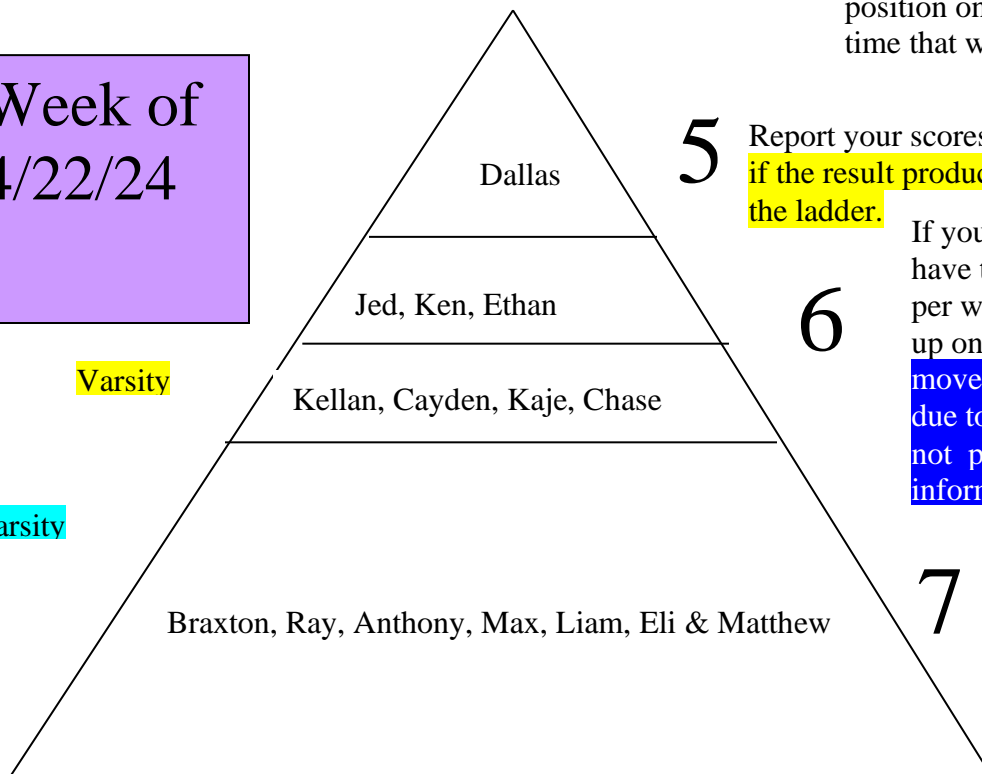 position on
time that w
Week of
4/22/24
5
Report your scores
if the result produc
the ladder.
Dallas
6
If you
have t
per w
up on
move
due to
not p
inform
Jed, Ken, Ethan
Varsity
Kellan, Cayden, Kaje, Chase
arsity
7
Braxton, Ray, Anthony, Max, Liam, Eli & Matthew